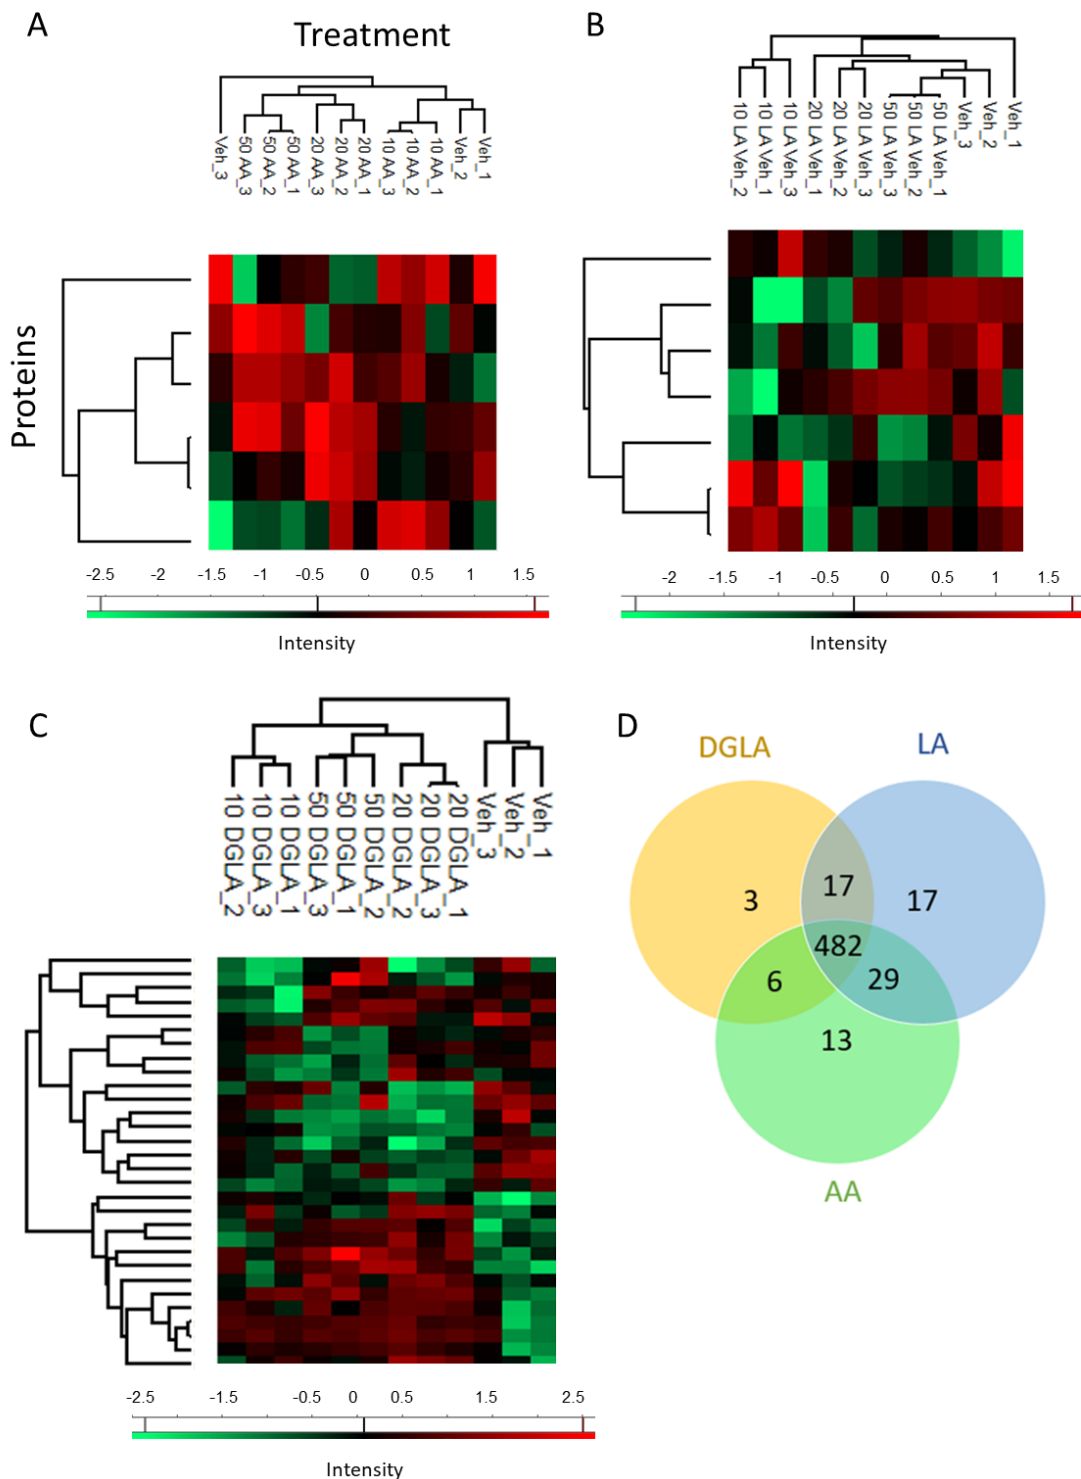 A
Treatment
Veh_3
50 AA_3
50 AA_2
50 AA_1
20 AA_3
20 AA_2
20 AA_1
10 AA_3
10 AA_2
10 AA_1
Veh_2
Veh_1
Proteins
-2.5 -2 -1.5 -1 -0.5 0 0.5 1 1.5
Intensity
B
10 LA Veh_2
10 LA Veh_1
10 LA Veh_3
20 LA Veh_1
20 LA Veh_2
20 LA Veh_3
50 LA Veh_3
50 LA Veh_2
50 LA Veh_1
Veh_3
Veh_2
Veh_1
-2 -1.5 -1 -0.5 0 0.5 1 1.5
Intensity
C
10 DGLA_2
10 DGLA_3
10 DGLA_1
50 DGLA_3
50 DGLA_1
50 DGLA_2
20 DGLA_2
20 DGLA_3
20 DGLA_1
Veh_3
Veh_2
Veh_1
-2.5 -1.5 -0.5 0 0.5 1.5 2.5
Intensity
D
DGLA LA
3 17 17
482
6 29
13
AA